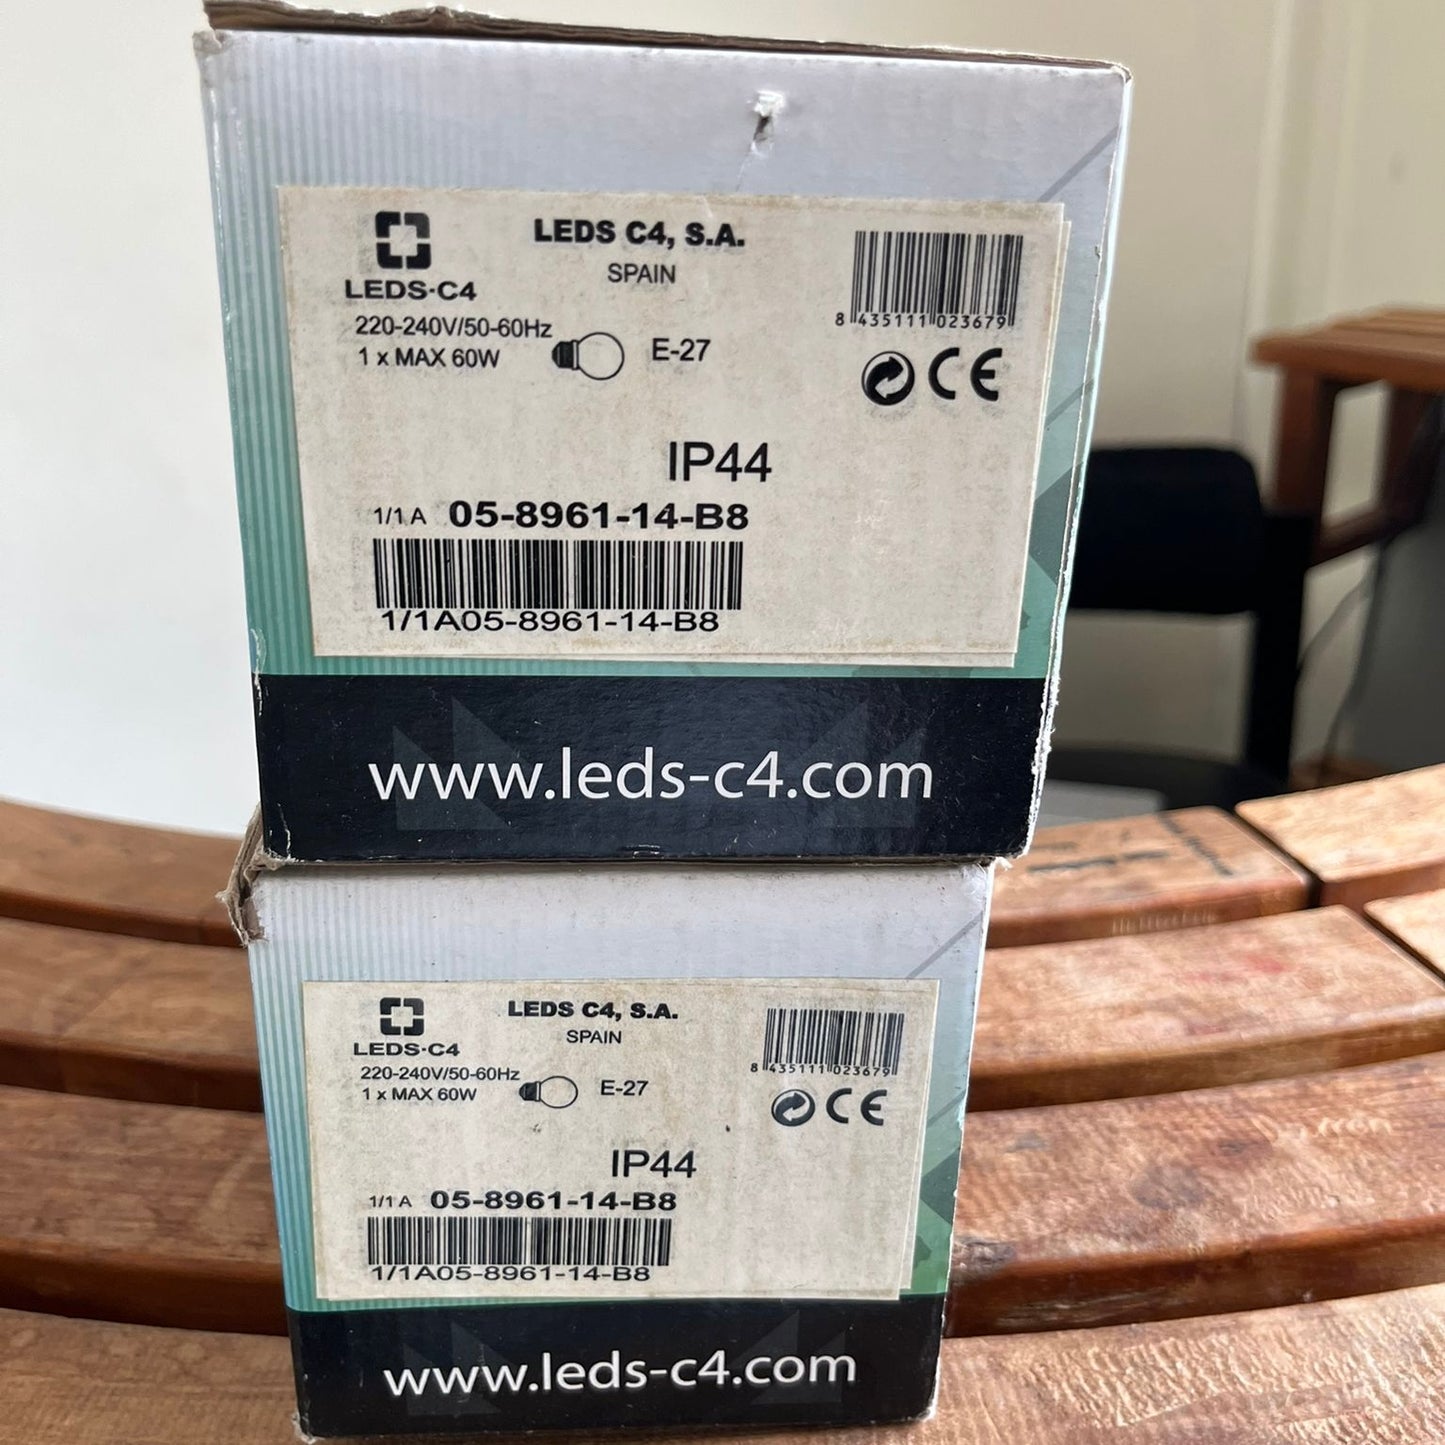 LEDS C4, S.A.
SPAIN
LEDS·C4
220-240V/50-60Hz
1 x MAX 60W
E-27
8 435111 023679
CE
IP44
1/1 A 05-8961-14-B8
1/1A05-8961-14-B8
www.leds-c4.com
LEDS C4, S.A.
SPAIN
LEDS·C4
220-240V/50-60Hz
1 x MAX 60W
E-27
8 435111 023679
CE
IP44
1/1 A 05-8961-14-B8
1/1A05-8961-14-B8
www.leds-c4.com